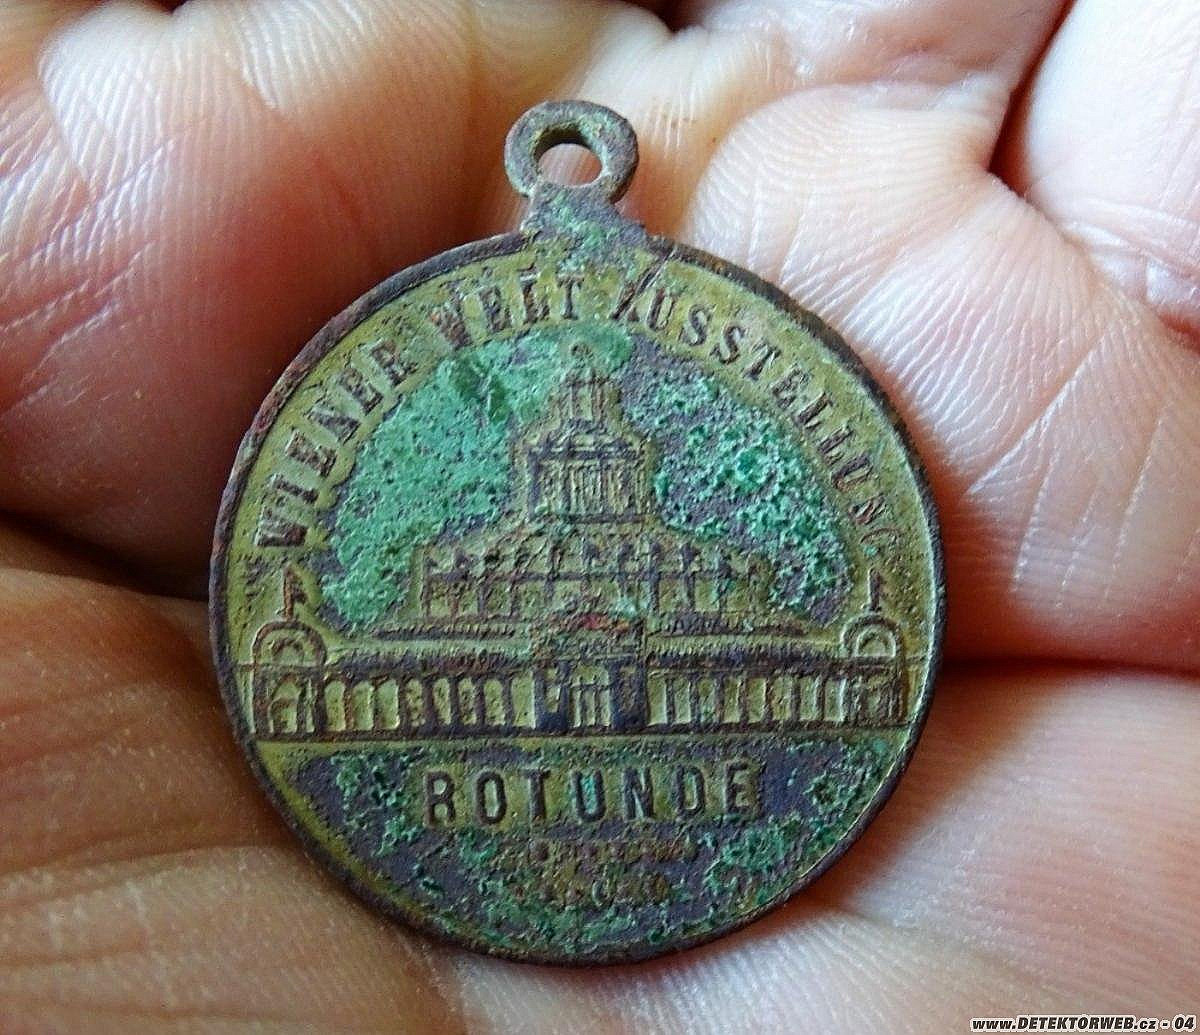 WIENER WELT AUSSTELLUNG
ROTUNDE
www.DETEKTORWEB.cz - 04